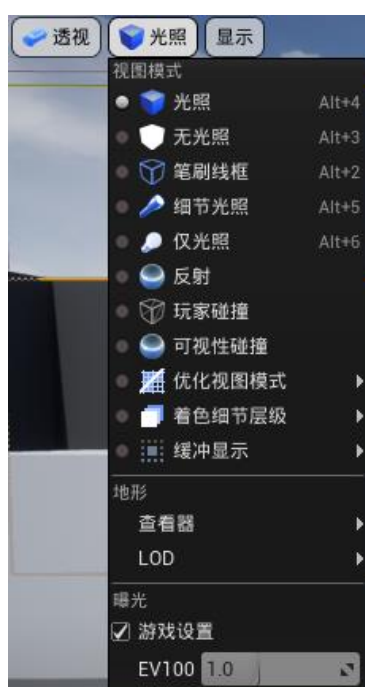 透视 光照 显示
视图模式
光照 Alt+4
无光照 Alt+3
笔刷线框 Alt+2
细节光照 Alt+5
仅光照 Alt+6
反射
玩家碰撞
可视性碰撞
优化视图模式
着色细节层级
缓冲显示
地形
查看器
LOD
曝光
游戏设置
EV100 1.0